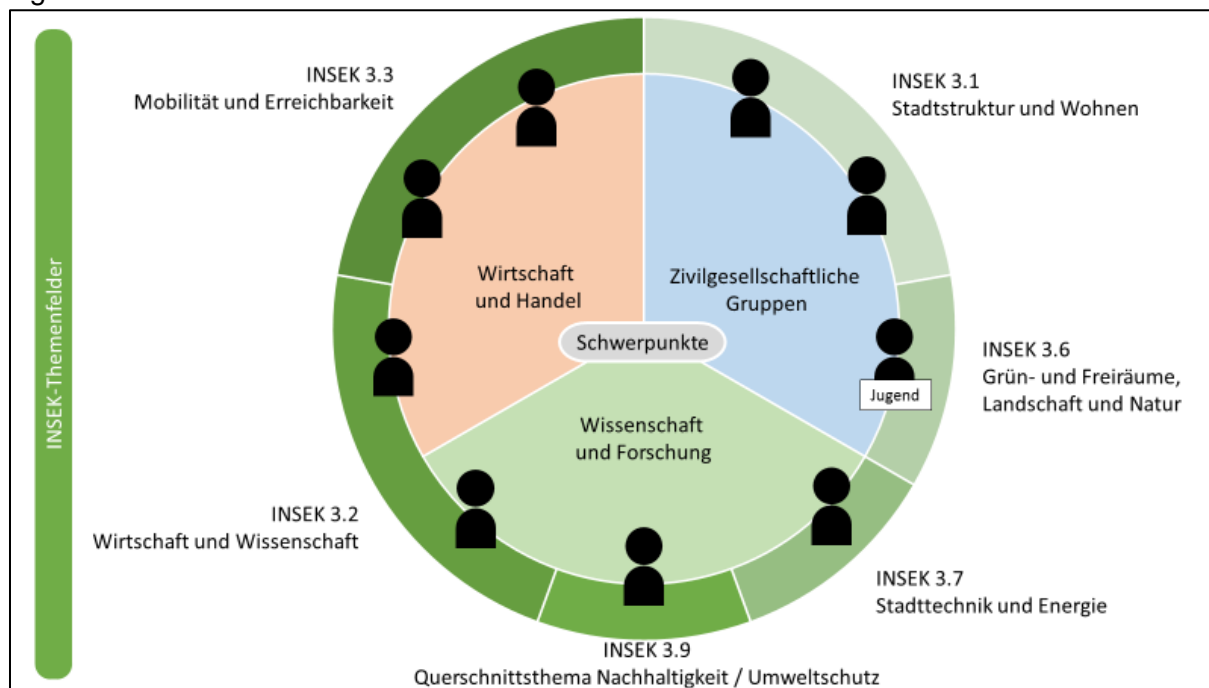 INSEK-Themenfelder
INSEK 3.3
Mobilität und Erreichbarkeit
INSEK 3.1
Stadtstruktur und Wohnen
Wirtschaft
und Handel
Zivilgesellschaftliche
Gruppen
Schwerpunkte
INSEK 3.6
Grün- und Freiräume,
Landschaft und Natur
Jugend
Wissenschaft
und Forschung
INSEK 3.2
Wirtschaft und Wissenschaft
INSEK 3.7
Stadttechnik und Energie
INSEK 3.9
Querschnittsthema Nachhaltigkeit / Umweltschutz